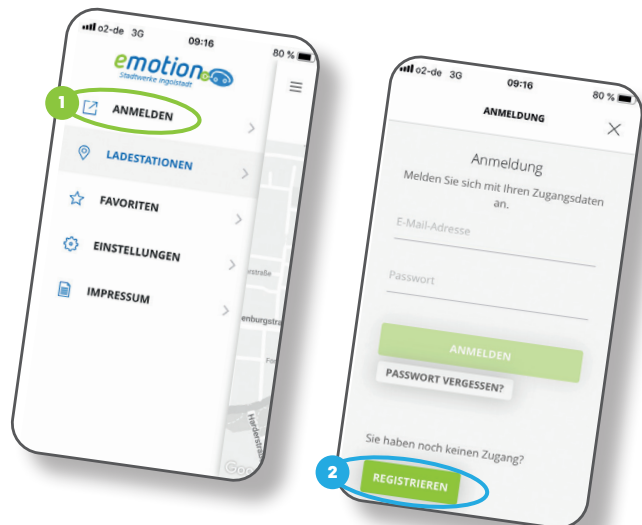 o2-de 3G 09:16 80 %
emotion
Stadtwerke Ingolstadt
1
ANMELDEN
LADESTATIONEN
FAVORITEN
EINSTELLUNGEN
IMPRESSUM
enburgstra
Harderstraß
Goo
o2-de 3G 09:16 80 %
ANMELDUNG
Anmeldung
Melden Sie sich mit Ihren Zugangsdaten
an.
E-Mail-Adresse
Passwort
ANMELDEN
PASSWORT VERGESSEN?
Sie haben noch keinen Zugang?
2
REGISTRIEREN